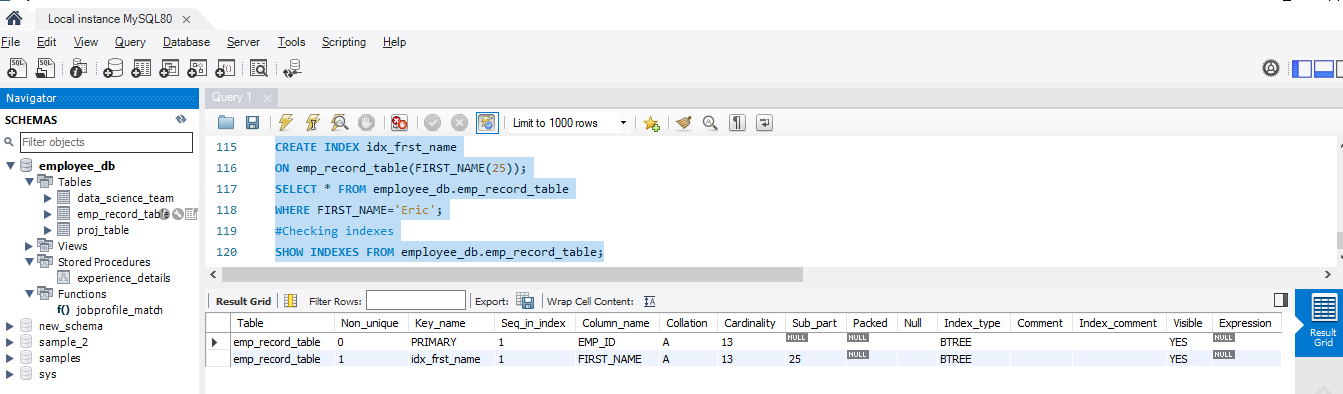 Local instance MySQL80
File Edit View Query Database Server Tools Scripting Help
Navigator
SCHEMAS
Filter objects
employee_db
Tables
data_science_team
emp_record_table
proj_table
Views
Stored Procedures
experience_details
Functions
f() jobprofile_match
new_schema
sample_2
samples
sys
Query 1
Limit to 1000 rows
115 CREATE INDEX idx_frst_name
116 ON emp_record_table(FIRST_NAME(25));
117 SELECT * FROM employee_db.emp_record_table
118 WHERE FIRST_NAME='Eric';
119 #Checking indexes
120 SHOW INDEXES FROM employee_db.emp_record_table;
Result Grid Filter Rows: Export: Wrap Cell Content: IA
Table Non_unique Key_name Seq_in_index Column_name Collation Cardinality Sub_part Packed Null Index_type Comment Index_comment Visible Expression
emp_record_table 0 PRIMARY 1 EMP_ID A 13 NULL NULL BTREE YES NULL
emp_record_table 1 idx_frst_name 1 FIRST_NAME A 13 25 NULL BTREE YES NULL
Result
Grid